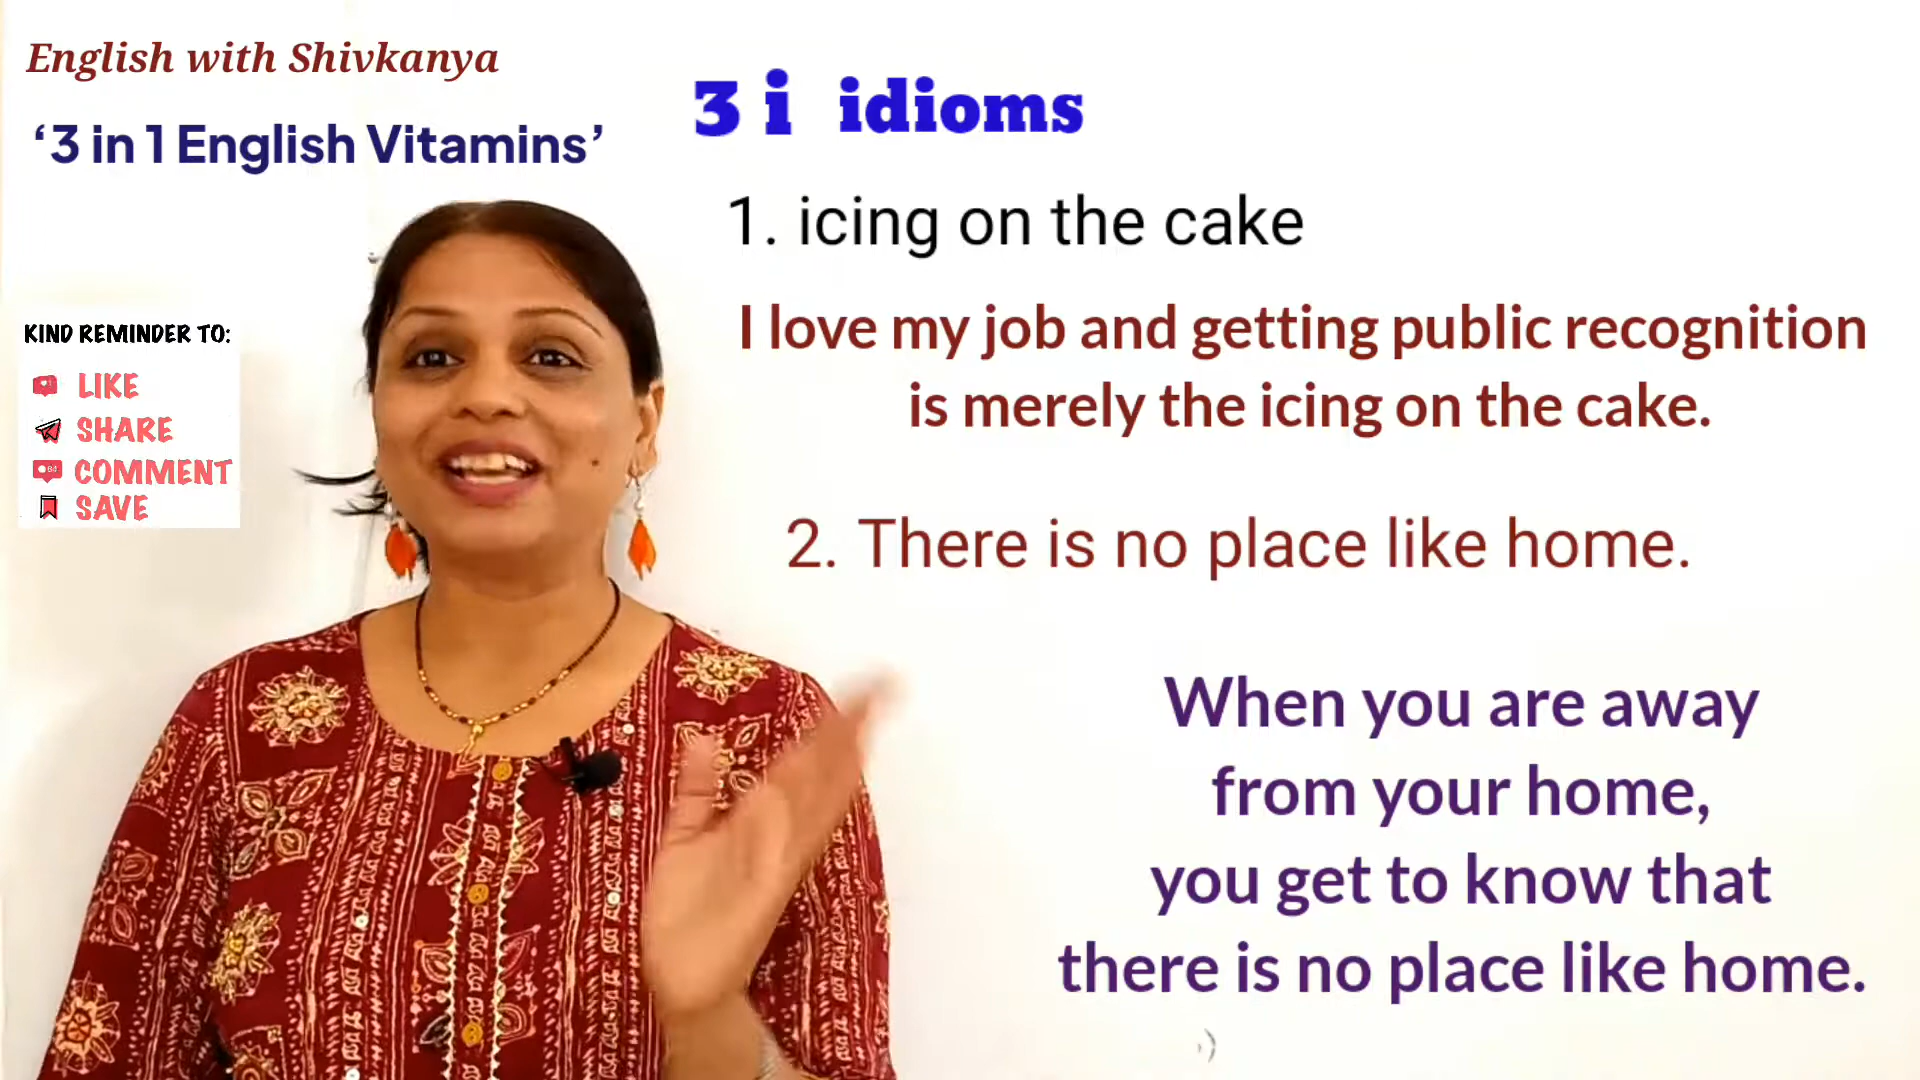 English with Shivkanya
‘3 in 1 English Vitamins’
KIND REMINDER TO:
LIKE
SHARE
COMMENT
SAVE
3 i idioms
1. icing on the cake
I love my job and getting public recognition
is merely the icing on the cake.
2. There is no place like home.
When you are away
from your home,
you get to know that
there is no place like home.